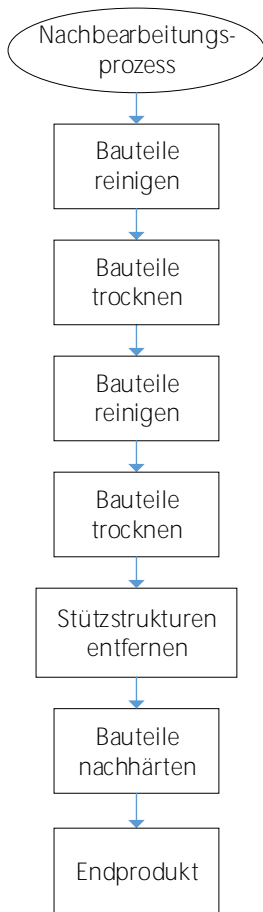 Nachbearbeitungs-
prozess
Bauteile
reinigen
Bauteile
trocknen
Bauteile
reinigen
Bauteile
trocknen
Stützstrukturen
entfernen
Bauteile
nachhärten
Endprodukt